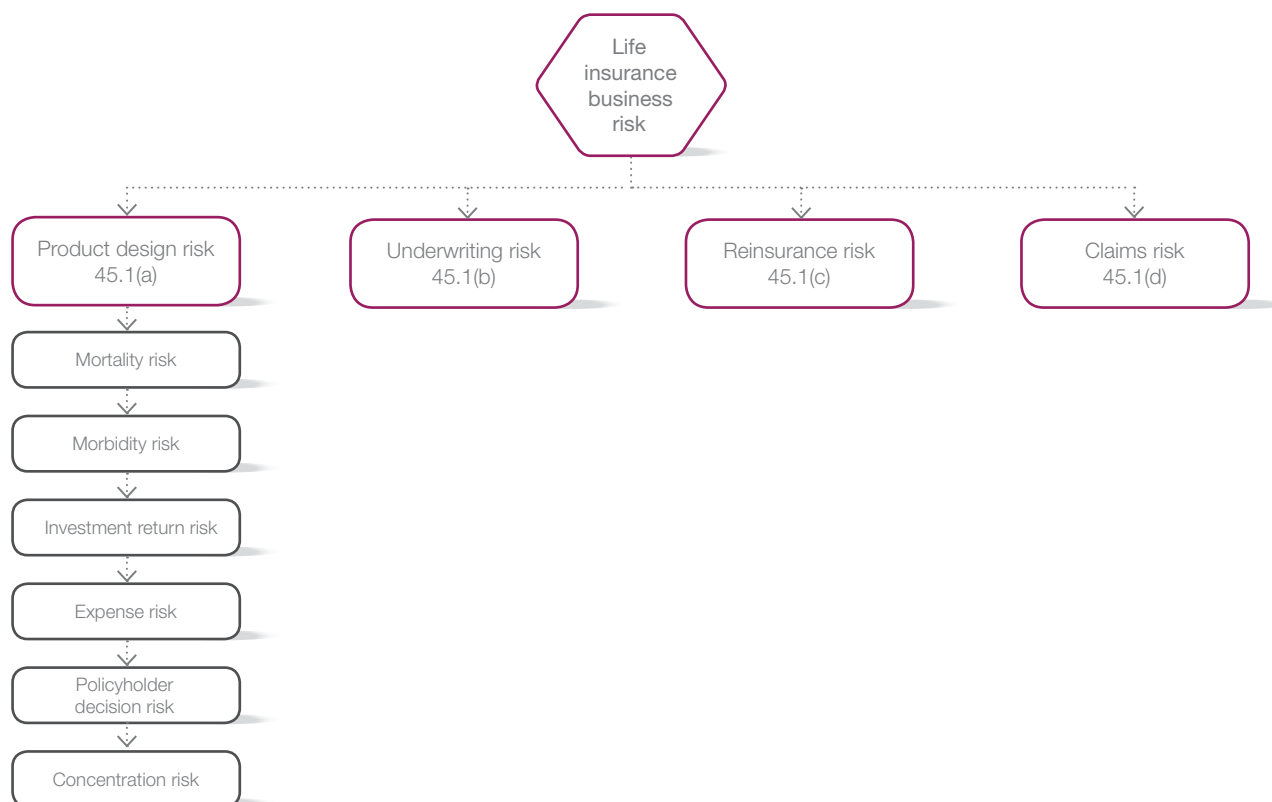 Life
insurance
business
risk
Product design risk
45.1(a)
Underwriting risk
45.1(b)
Reinsurance risk
45.1(c)
Claims risk
45.1(d)
Mortality risk
Morbidity risk
Investment return risk
Expense risk
Policyholder
decision risk
Concentration risk